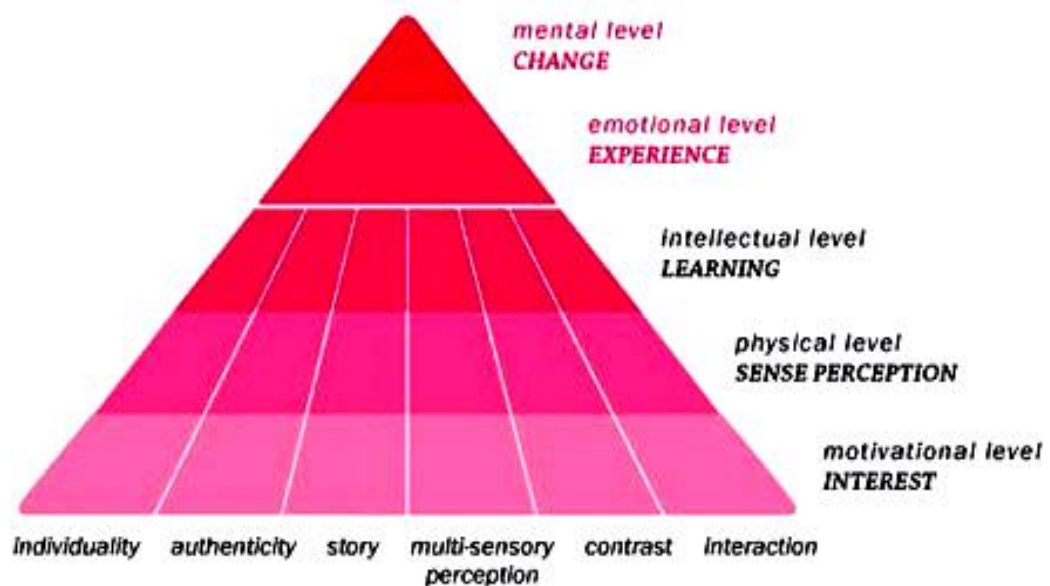 mental level
CHANGE
emotional level
EXPERIENCE
intellectual level
LEARNING
physical level
SENSE PERCEPTION
motivational level
INTEREST
individuality authenticity story multi-sensory contrast interaction
perception